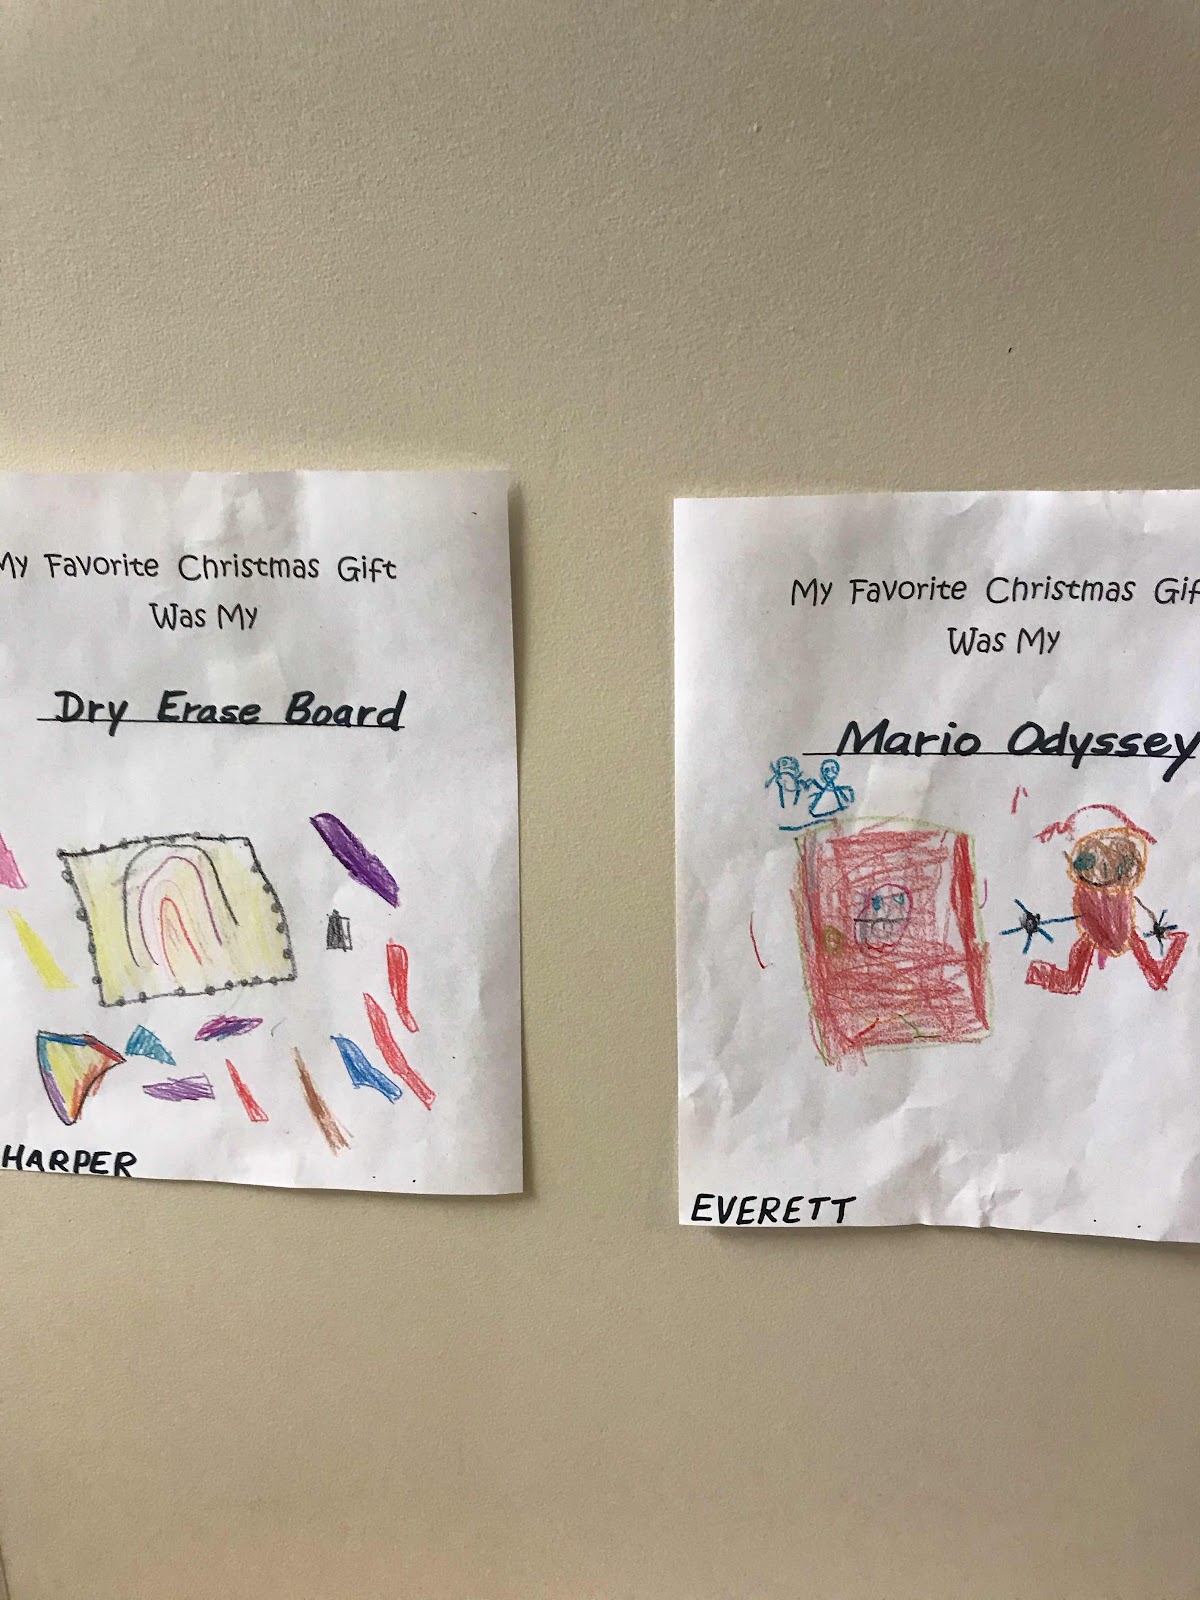 My Favorite Christmas Gift
Was My
Dry Erase Board
HARPER
My Favorite Christmas Gif
Was My
Mario Odyssey
EVERETT